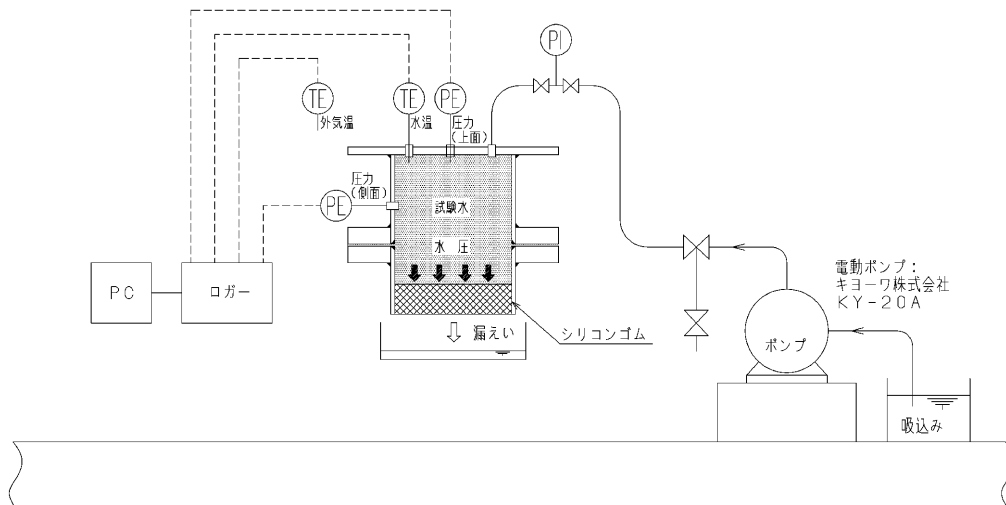 PI
TE
TE
PE
外気温
水温
圧力
(上面)
圧力
(側面)
PE
試験水
水 圧
PC
ロガー
漏えい
シリコンゴム
電動ポンプ：
キヨーワ株式会社
KY-20A
ポンプ
吸込み